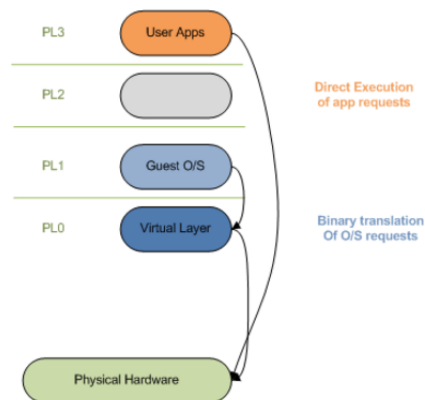 PL3
User Apps
PL2
Direct Execution
of app requests
PL1
Guest O/S
PL0
Virtual Layer
Binary translation
Of O/S requests
Physical Hardware